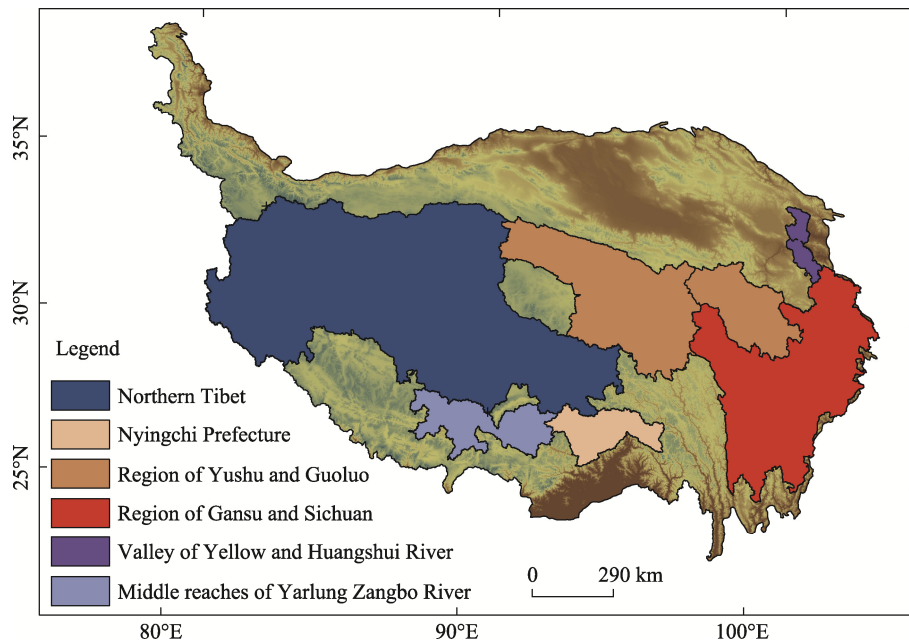 35°N
30°N
25°N
Legend
Northern Tibet
Nyingchi Prefecture
Region of Yushu and Guoluo
Region of Gansu and Sichuan
Valley of Yellow and Huangshui River
Middle reaches of Yarlung Zangbo River
0 290 km
80°E 90°E 100°E